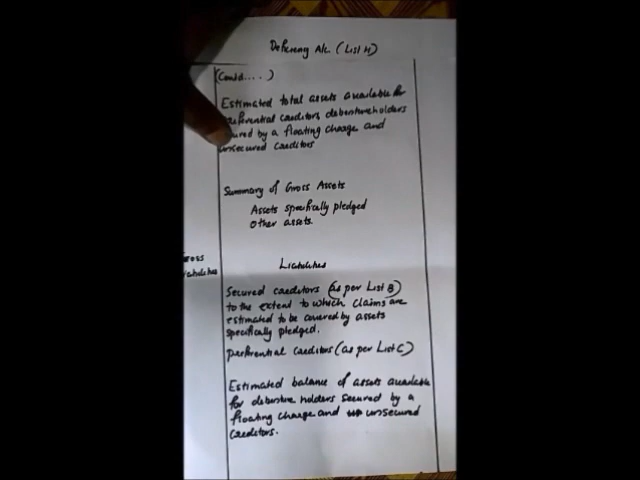 Deficiency A/c. (List H)
(Contd....)
Estimated total assets available for
preferential creditors, debentureholders
secured by a floating charge and
unsecured creditors
Summary of Gross Assets
Assets specifically pledged
other assets.
Gross
Liabilities
Liabilities
Secured creditors (as per List B)
to the extend to which claims are
estimated to be covered by assets
specifically pledged.
preferential creditors (as per List C)
Estimated balance of assets available
for debenture holders secured by a
floating charge and unsecured
creditors.